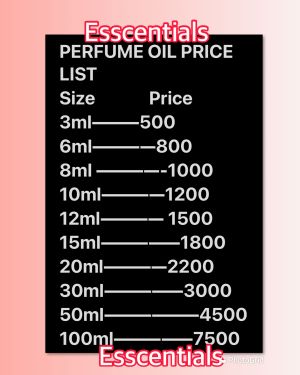 Esscentials
PERFUME OIL PRICE
LIST
Size Price
3ml———500
6ml———–800
8ml ———–-1000
10ml———–1200
12ml———– 1500
15ml————1800
20ml———–2200
30ml————3000
50ml—————4500
100ml————7500
Esscentials